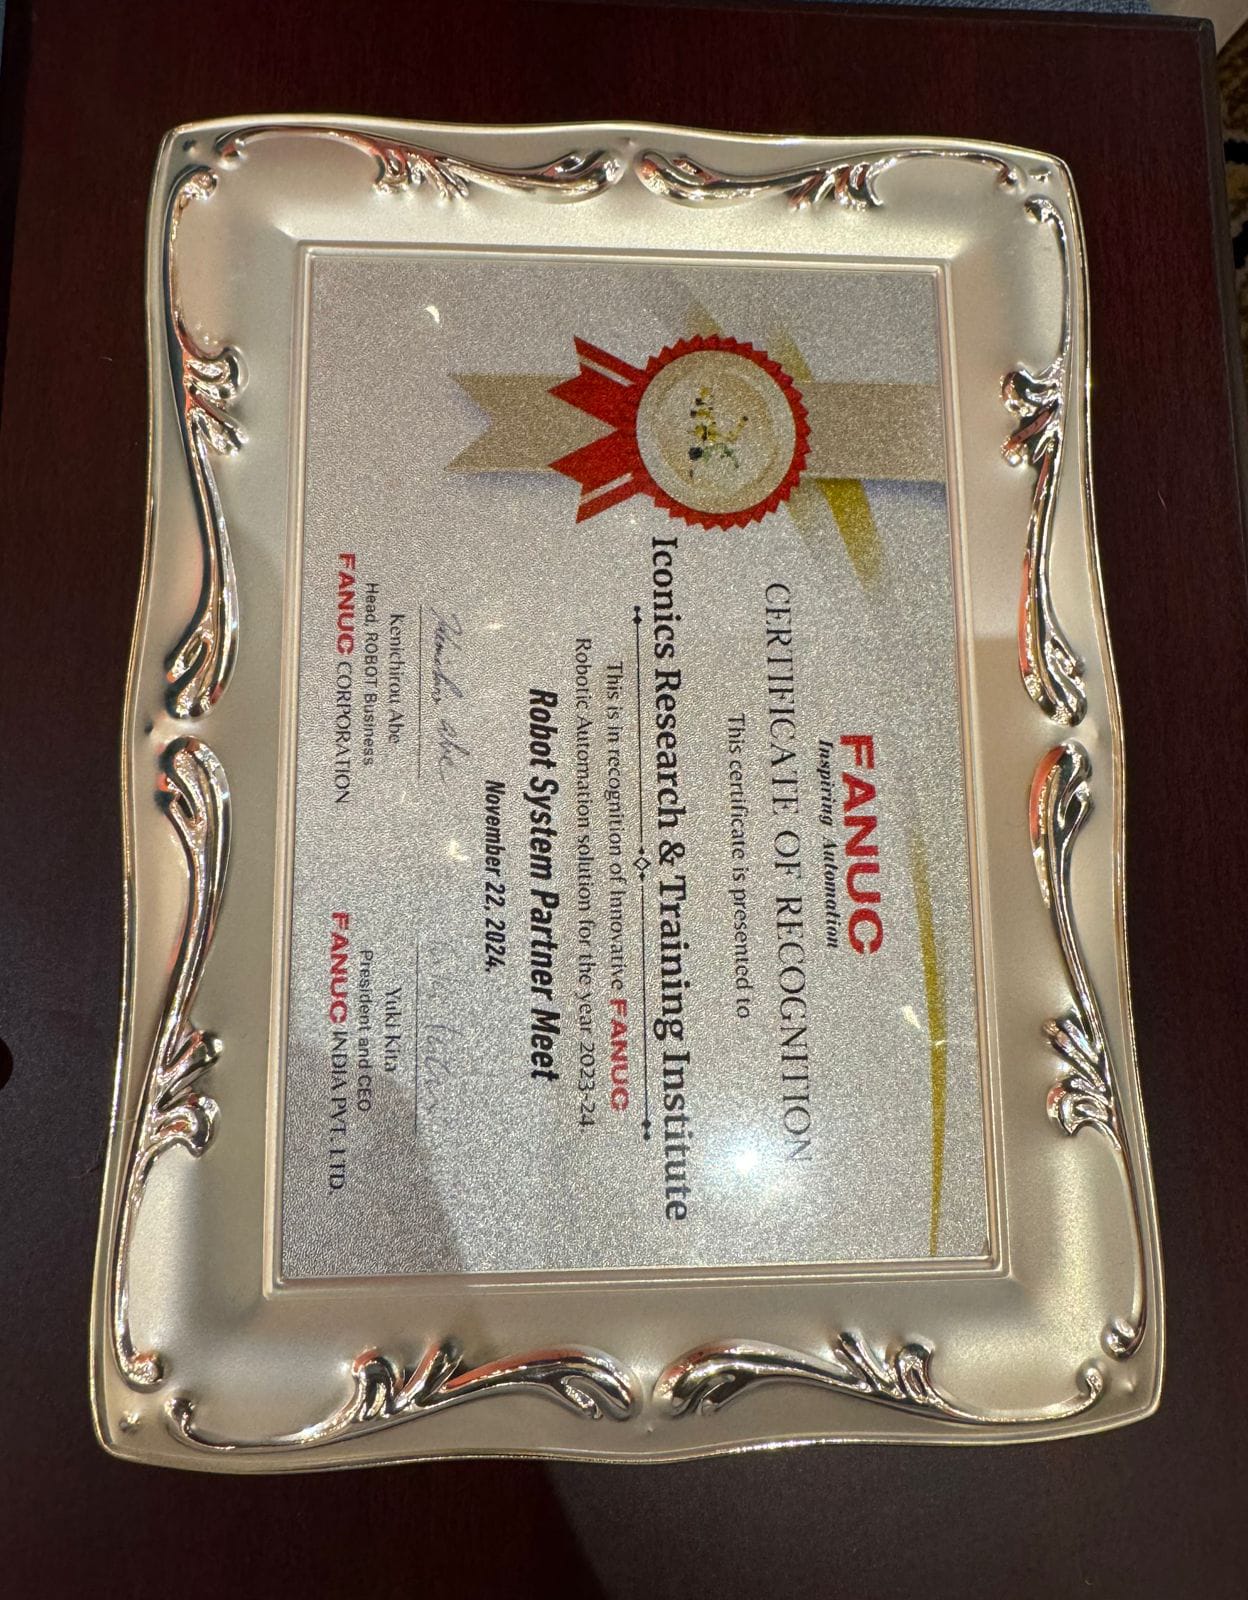 FANUC
Inspiring Automation
CERTIFICATE OF RECOGNITION
This certificate is presented to
Iconics Research & Training Institute
This is in recognition of Innovative FANUC
Robotic Automation solution for the year 2023-24
Robot System Partner Meet
November 22, 2024.
Kenichirou Abe
Head, ROBOT Business
FANUC CORPORATION
Yuki Kita
President and CEO
FANUC INDIA PVT. LTD.